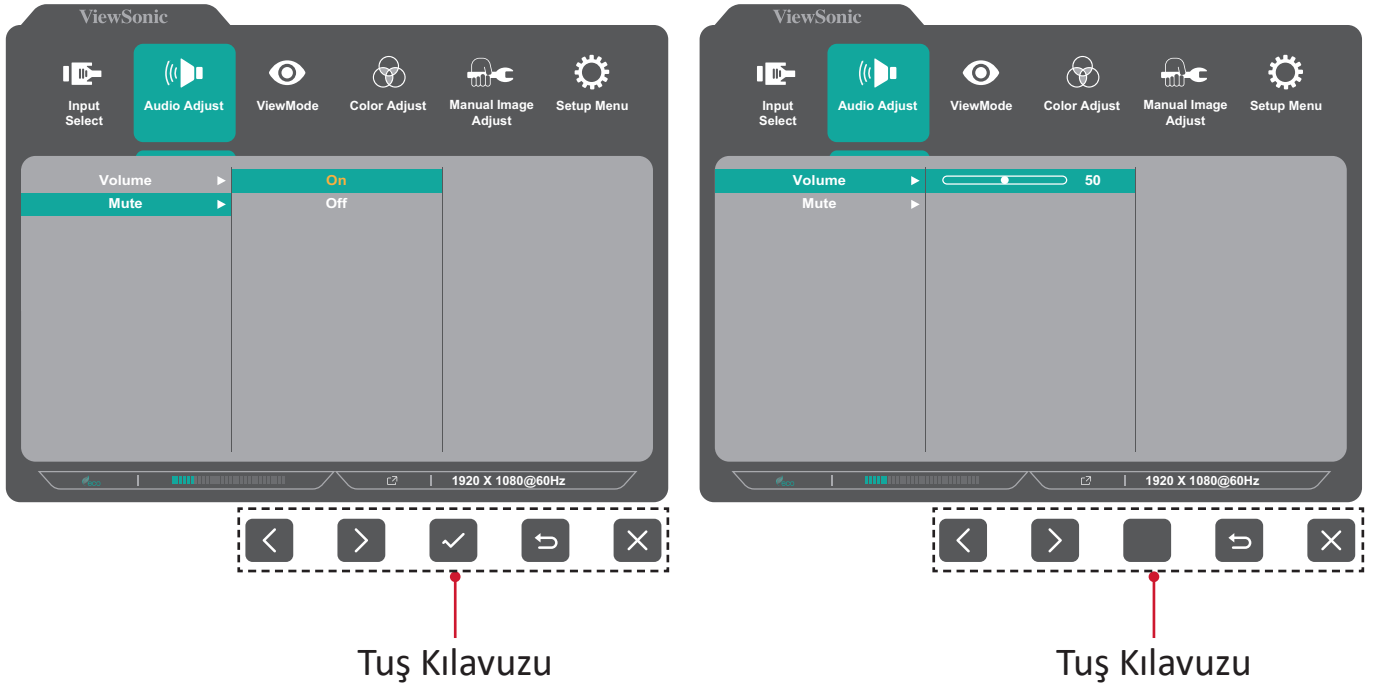 ViewSonic
Input
Select
Audio Adjust
ViewMode
Color Adjust
Manual Image
Adjust
Setup Menu
Volume
On
Mute
Off
eco
1920 X 1080@60Hz
Tuş Kılavuzu
ViewSonic
Input
Select
Audio Adjust
ViewMode
Color Adjust
Manual Image
Adjust
Setup Menu
Volume
50
Mute
eco
1920 X 1080@60Hz
Tuş Kılavuzu